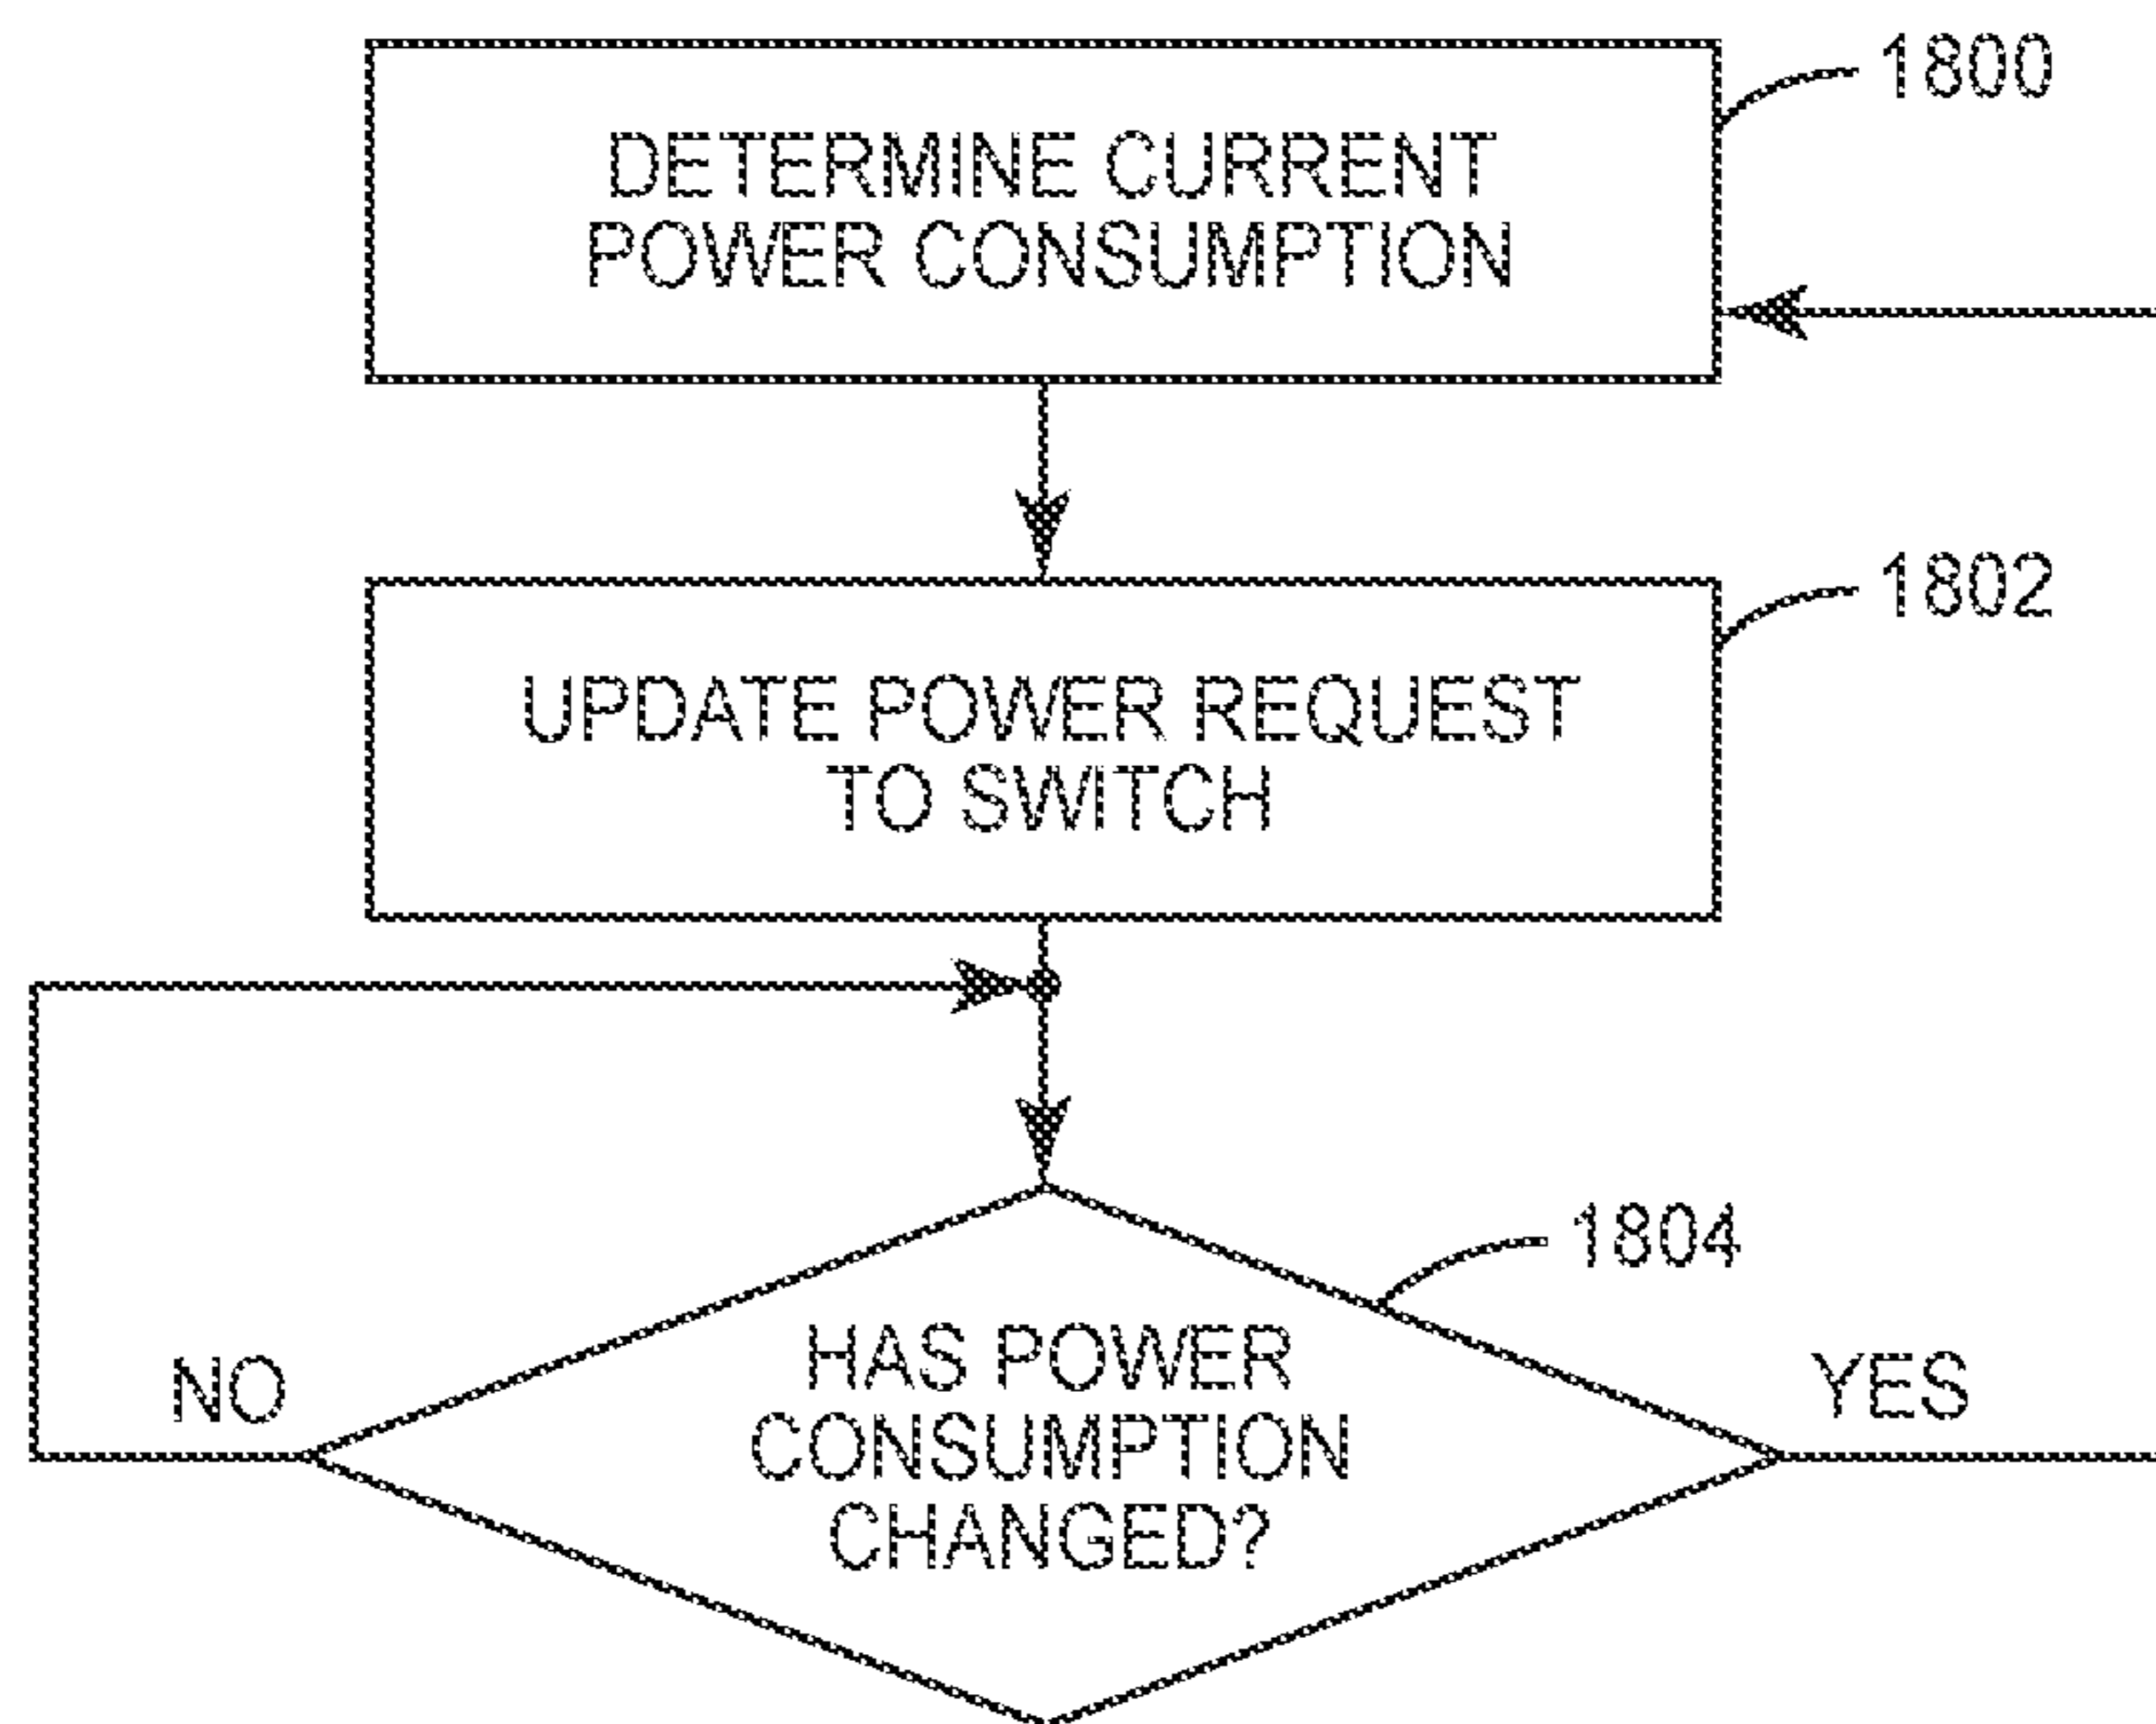 1800
DETERMINE CURRENT
POWER CONSUMPTION
1802
UPDATE POWER REQUEST
TO SWITCH
1804
HAS POWER
CONSUMPTION
CHANGED?
NO
YES